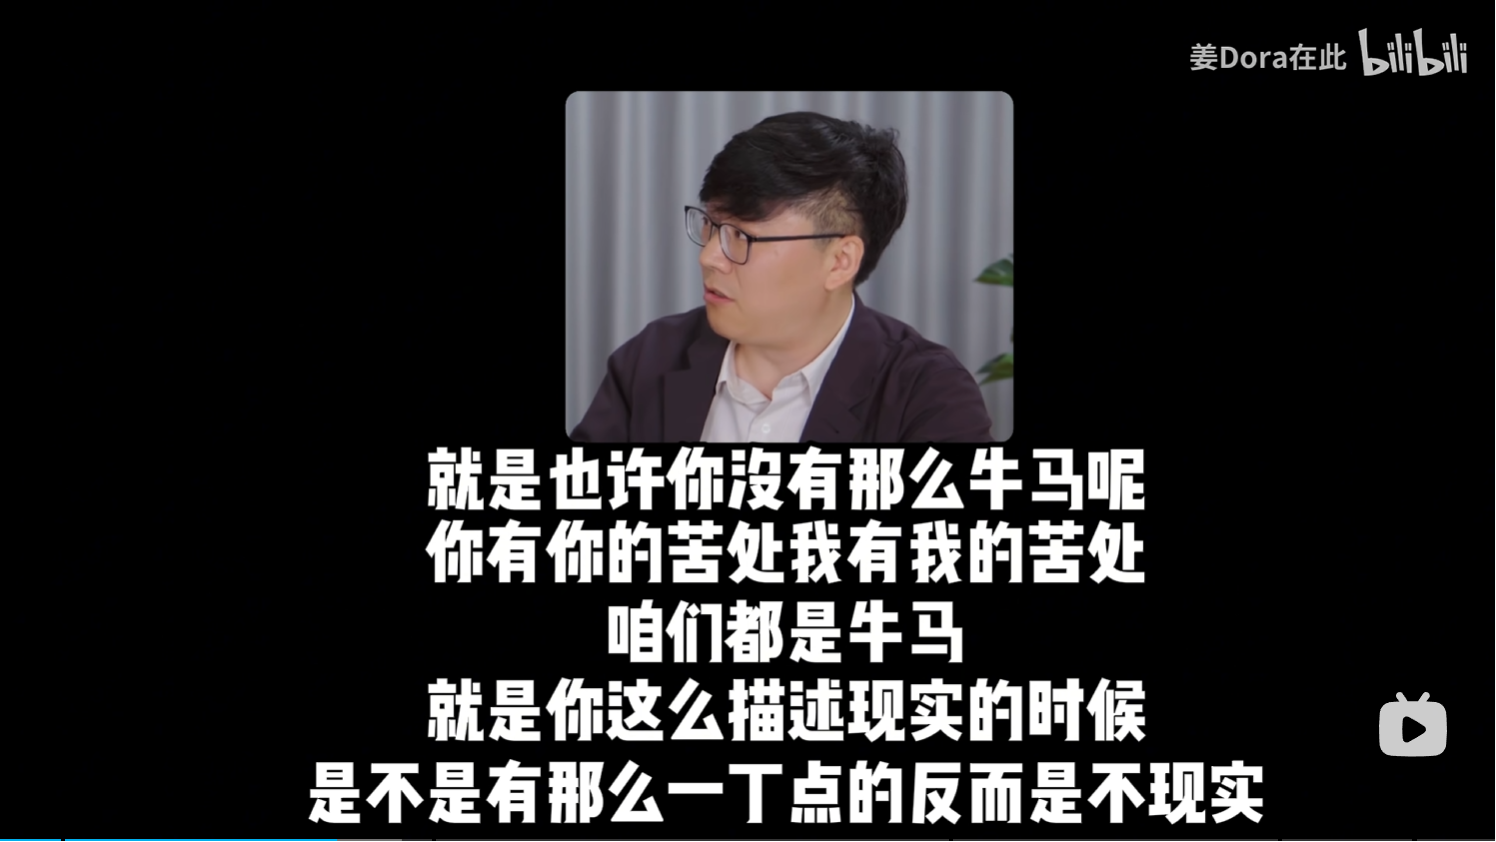 姜Dora在此 bilibili
就是也许你没有那么牛马呢
你有你的苦处我有我的苦处
咱们都是牛马
就是你这么描述现实的时候
是不是有那么一丁点的反而是不现实